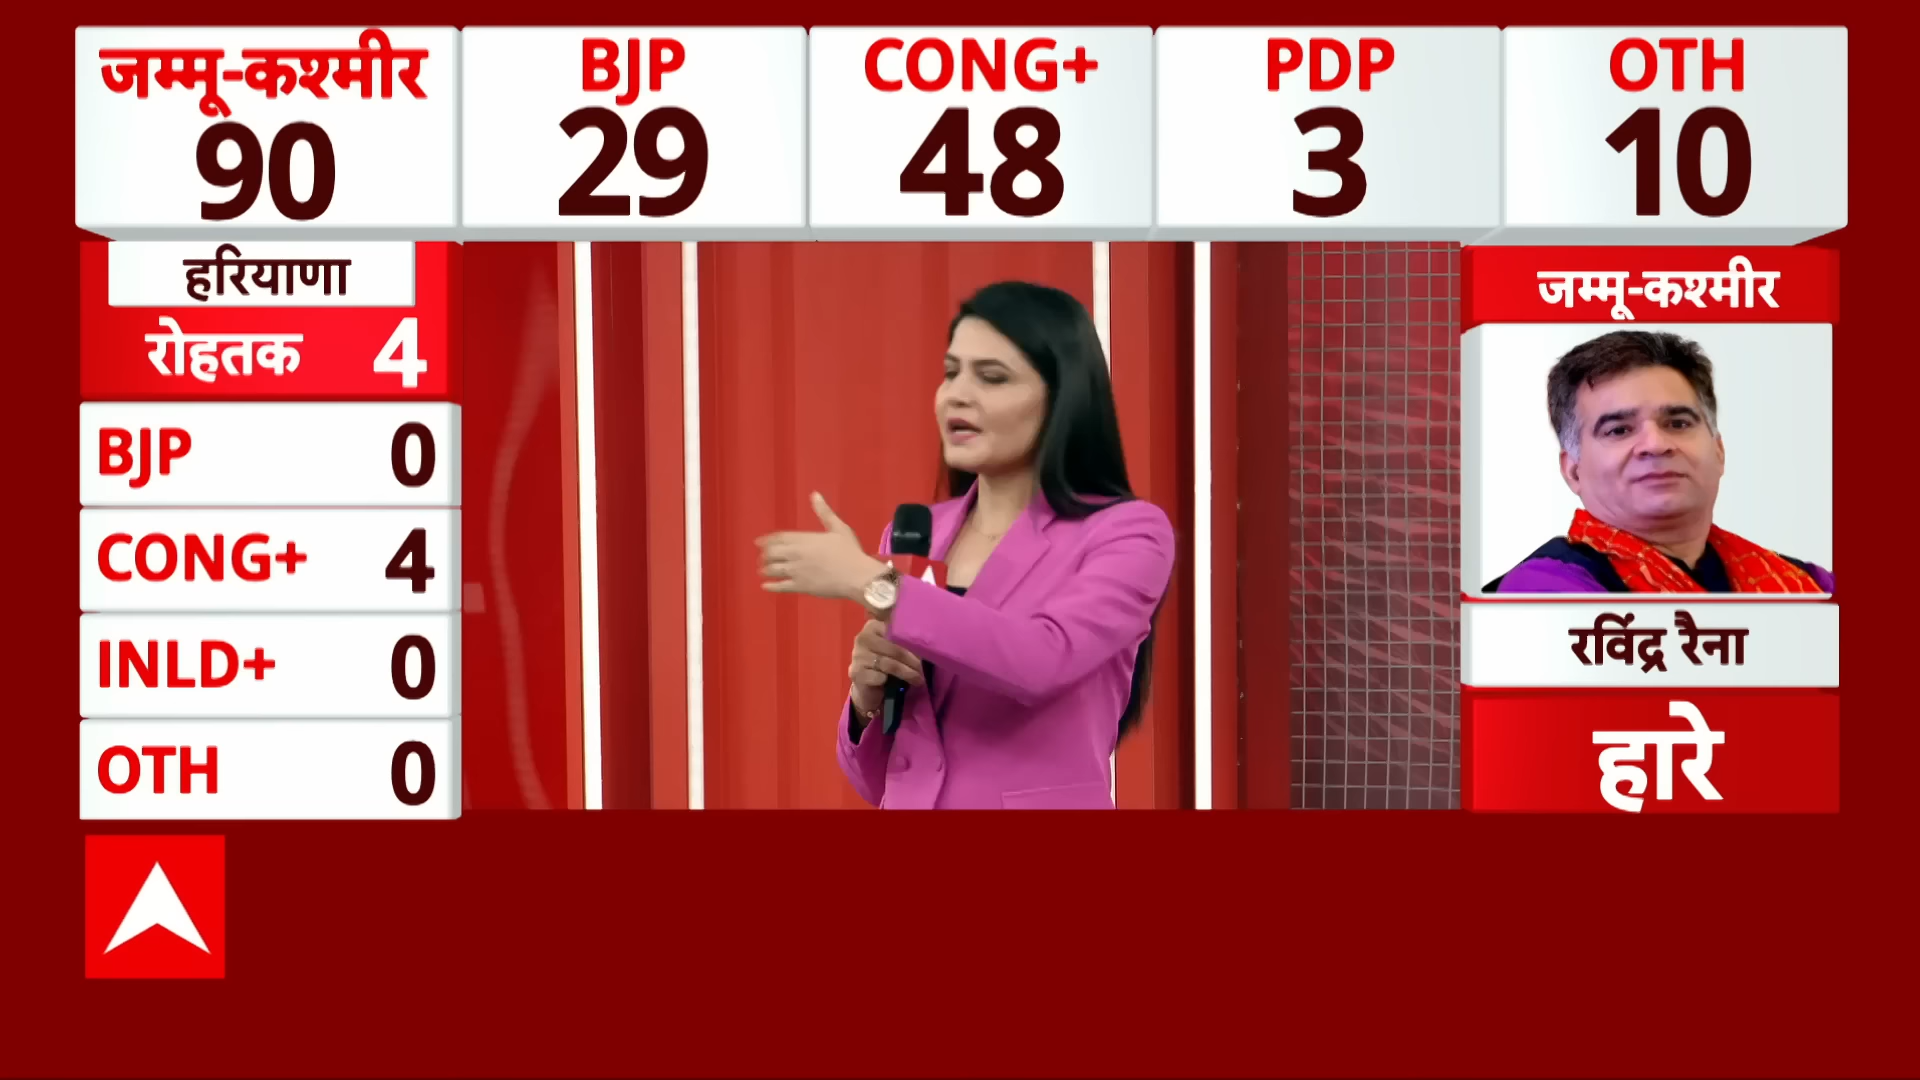 जम्मू-कश्मीर
90
BJP
29
CONG+
48
PDP
3
OTH
10
हरियाणा
रोहतक 4
BJP 0
CONG+ 4
INLD+ 0
OTH 0
जम्मू-कश्मीर
रविंद्र रैना
हारे